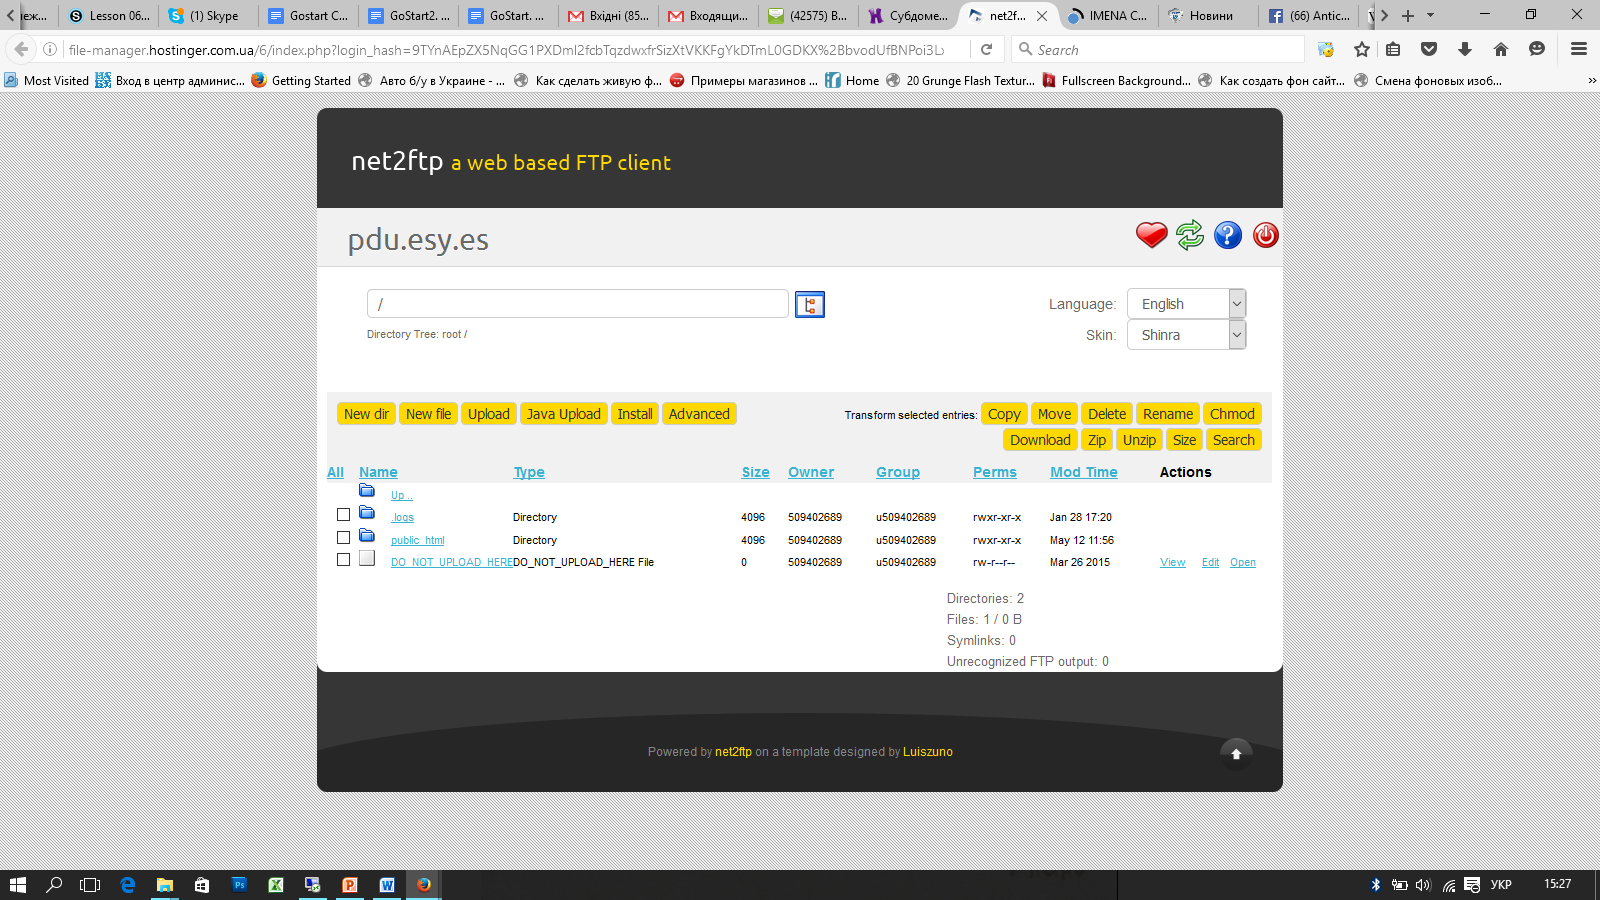 неж...
Lesson 06...
(1) Skype
Gostart C...
GoStart2. ...
GoStart. ...
Вхідні (85...
Входящи...
(42575) В...
Субдоме...
net2f...
IMENA C...
Новини
(66) Antic...
file-manager.hostinger.com.ua/6/index.php?login_hash=9TYnAEpZX5NqGG1PXDmI2fcbTqzdwxfrSizXtVKKFgYkDTmL0GDKX%2BbvodUfBNPoi3L
Search
Most Visited
Вход в центр админис...
Getting Started
Авто б/у в Украине - ...
Как сделать живую ф...
Примеры магазинов ...
Home
20 Grunge Flash Textur...
Fullscreen Background...
Как создать фон сайт...
Смена фоновых изоб...
net2ftp a web based FTP client
pdu.esy.es
/
Language: English
Directory Tree: root /
Skin: Shinra
New dir New file Upload Java Upload Install Advanced
Transform selected entries: Copy Move Delete Rename Chmod
Download Zip Unzip Size Search
All Name Type Size Owner Group Perms Mod Time Actions
Up ..
.logs Directory 4096 509402689 u509402689 rwxr-xr-x Jan 28 17:20
public_html Directory 4096 509402689 u509402689 rwxr-xr-x May 12 11:56
DO_NOT_UPLOAD_HERE DO_NOT_UPLOAD_HERE File 0 509402689 u509402689 rw-r--r-- Mar 26 2015 View Edit Open
Directories: 2
Files: 1 / 0 B
Symlinks: 0
Unrecognized FTP output: 0
Powered by net2ftp on a template designed by Luiszuno
УКР
15:27